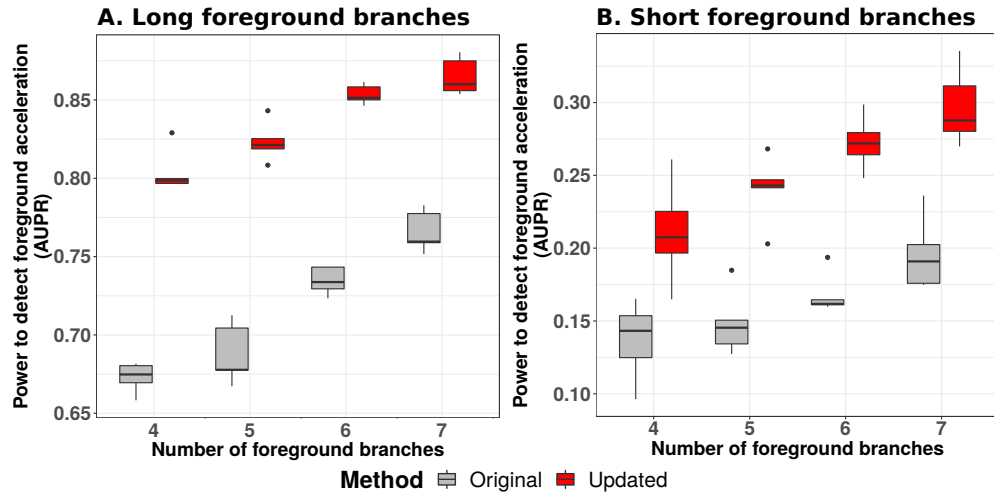 A. Long foreground branches
Power to detect foreground acceleration
(AUPR)
0.85
0.80
0.75
0.70
0.65
4 5 6 7
Number of foreground branches
B. Short foreground branches
Power to detect foreground acceleration
(AUPR)
0.30
0.25
0.20
0.15
0.10
4 5 6 7
Number of foreground branches
Method Original Updated